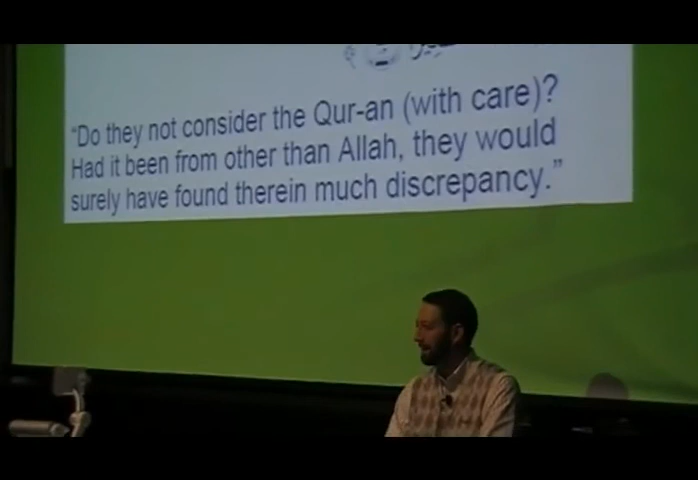 “Do they not consider the Qur-an (with care)?
Had it been from other than Allah, they would
surely have found therein much discrepancy.”